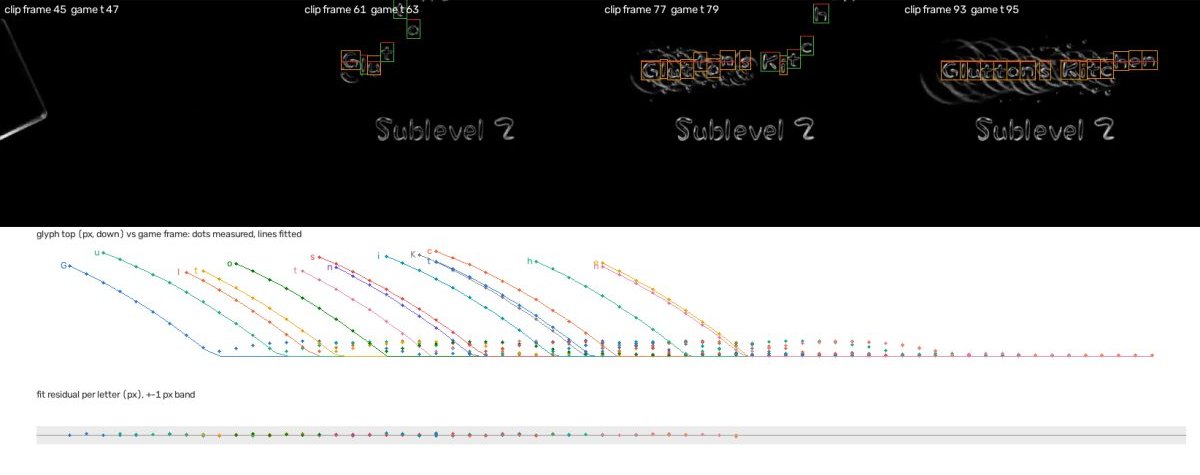 clip frame 45 game t 47
clip frame 61 game t 63
clip frame 77 game t 79
clip frame 93 game t 95
G l u t t o
Gluttons Kitc h
Glutton's Kitchen
Sublevel 2
Sublevel 2
Sublevel 2
glyph top (px, down) vs game frame: dots measured, lines fitted
G u l t o t s n i K t c h n
fit residual per letter (px), +-1 px band